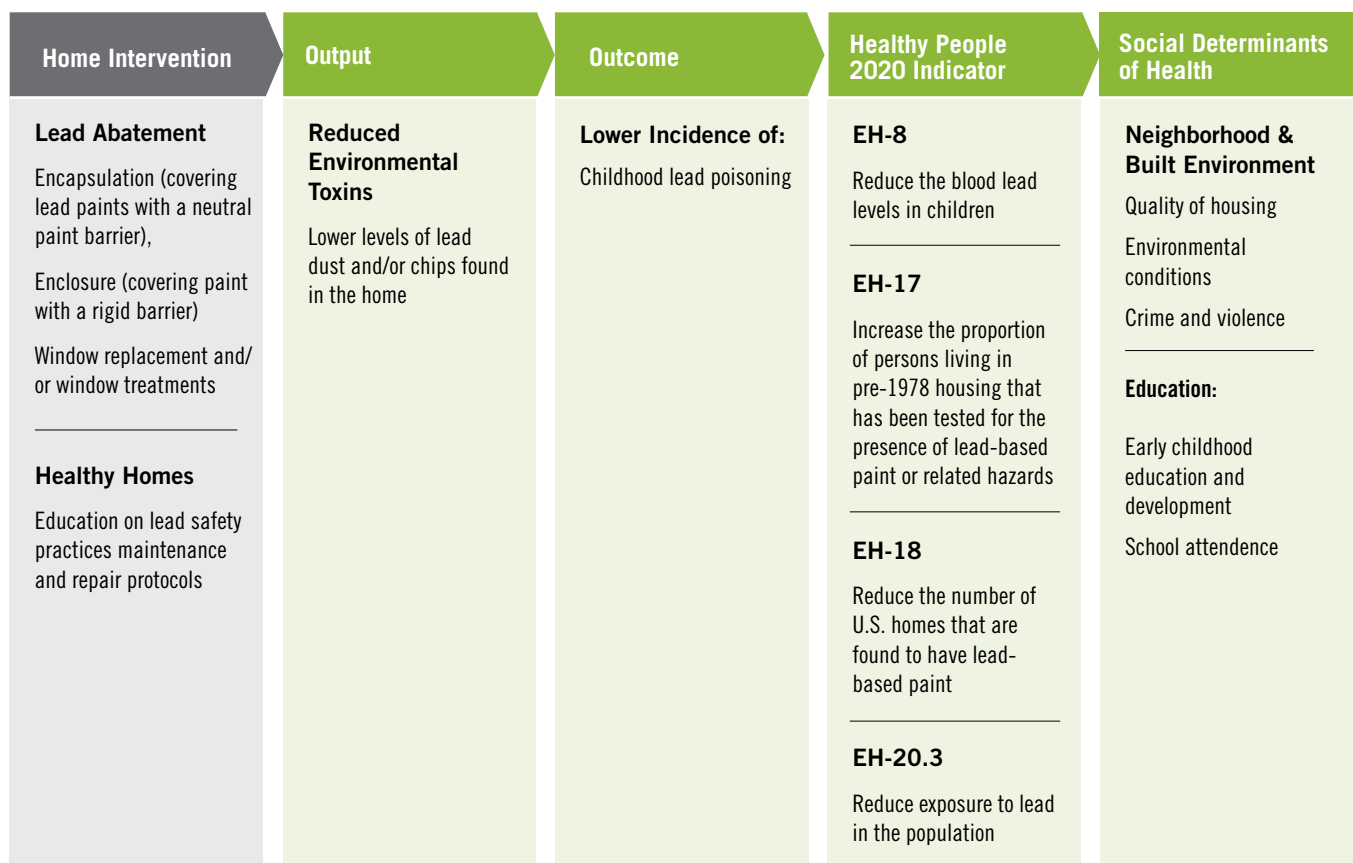 Home Intervention
Output
Outcome
Healthy People
2020 Indicator
Social Determinants
of Health
Lead Abatement
Encapsulation (covering
lead paints with a neutral
paint barrier),
Enclosure (covering paint
with a rigid barrier)
Window replacement and/
or window treatments
Healthy Homes
Education on lead safety
practices maintenance
and repair protocols
Reduced
Environmental
Toxins
Lower levels of lead
dust and/or chips found
in the home
Lower Incidence of:
Childhood lead poisoning
EH-8
Reduce the blood lead
levels in children
EH-17
Increase the proportion
of persons living in
pre-1978 housing that
has been tested for the
presence of lead-based
paint or related hazards
EH-18
Reduce the number of
U.S. homes that are
found to have lead-
based paint
EH-20.3
Reduce exposure to lead
in the population
Neighborhood &
Built Environment
Quality of housing
Environmental
conditions
Crime and violence
Education:
Early childhood
education and
development
School attendence